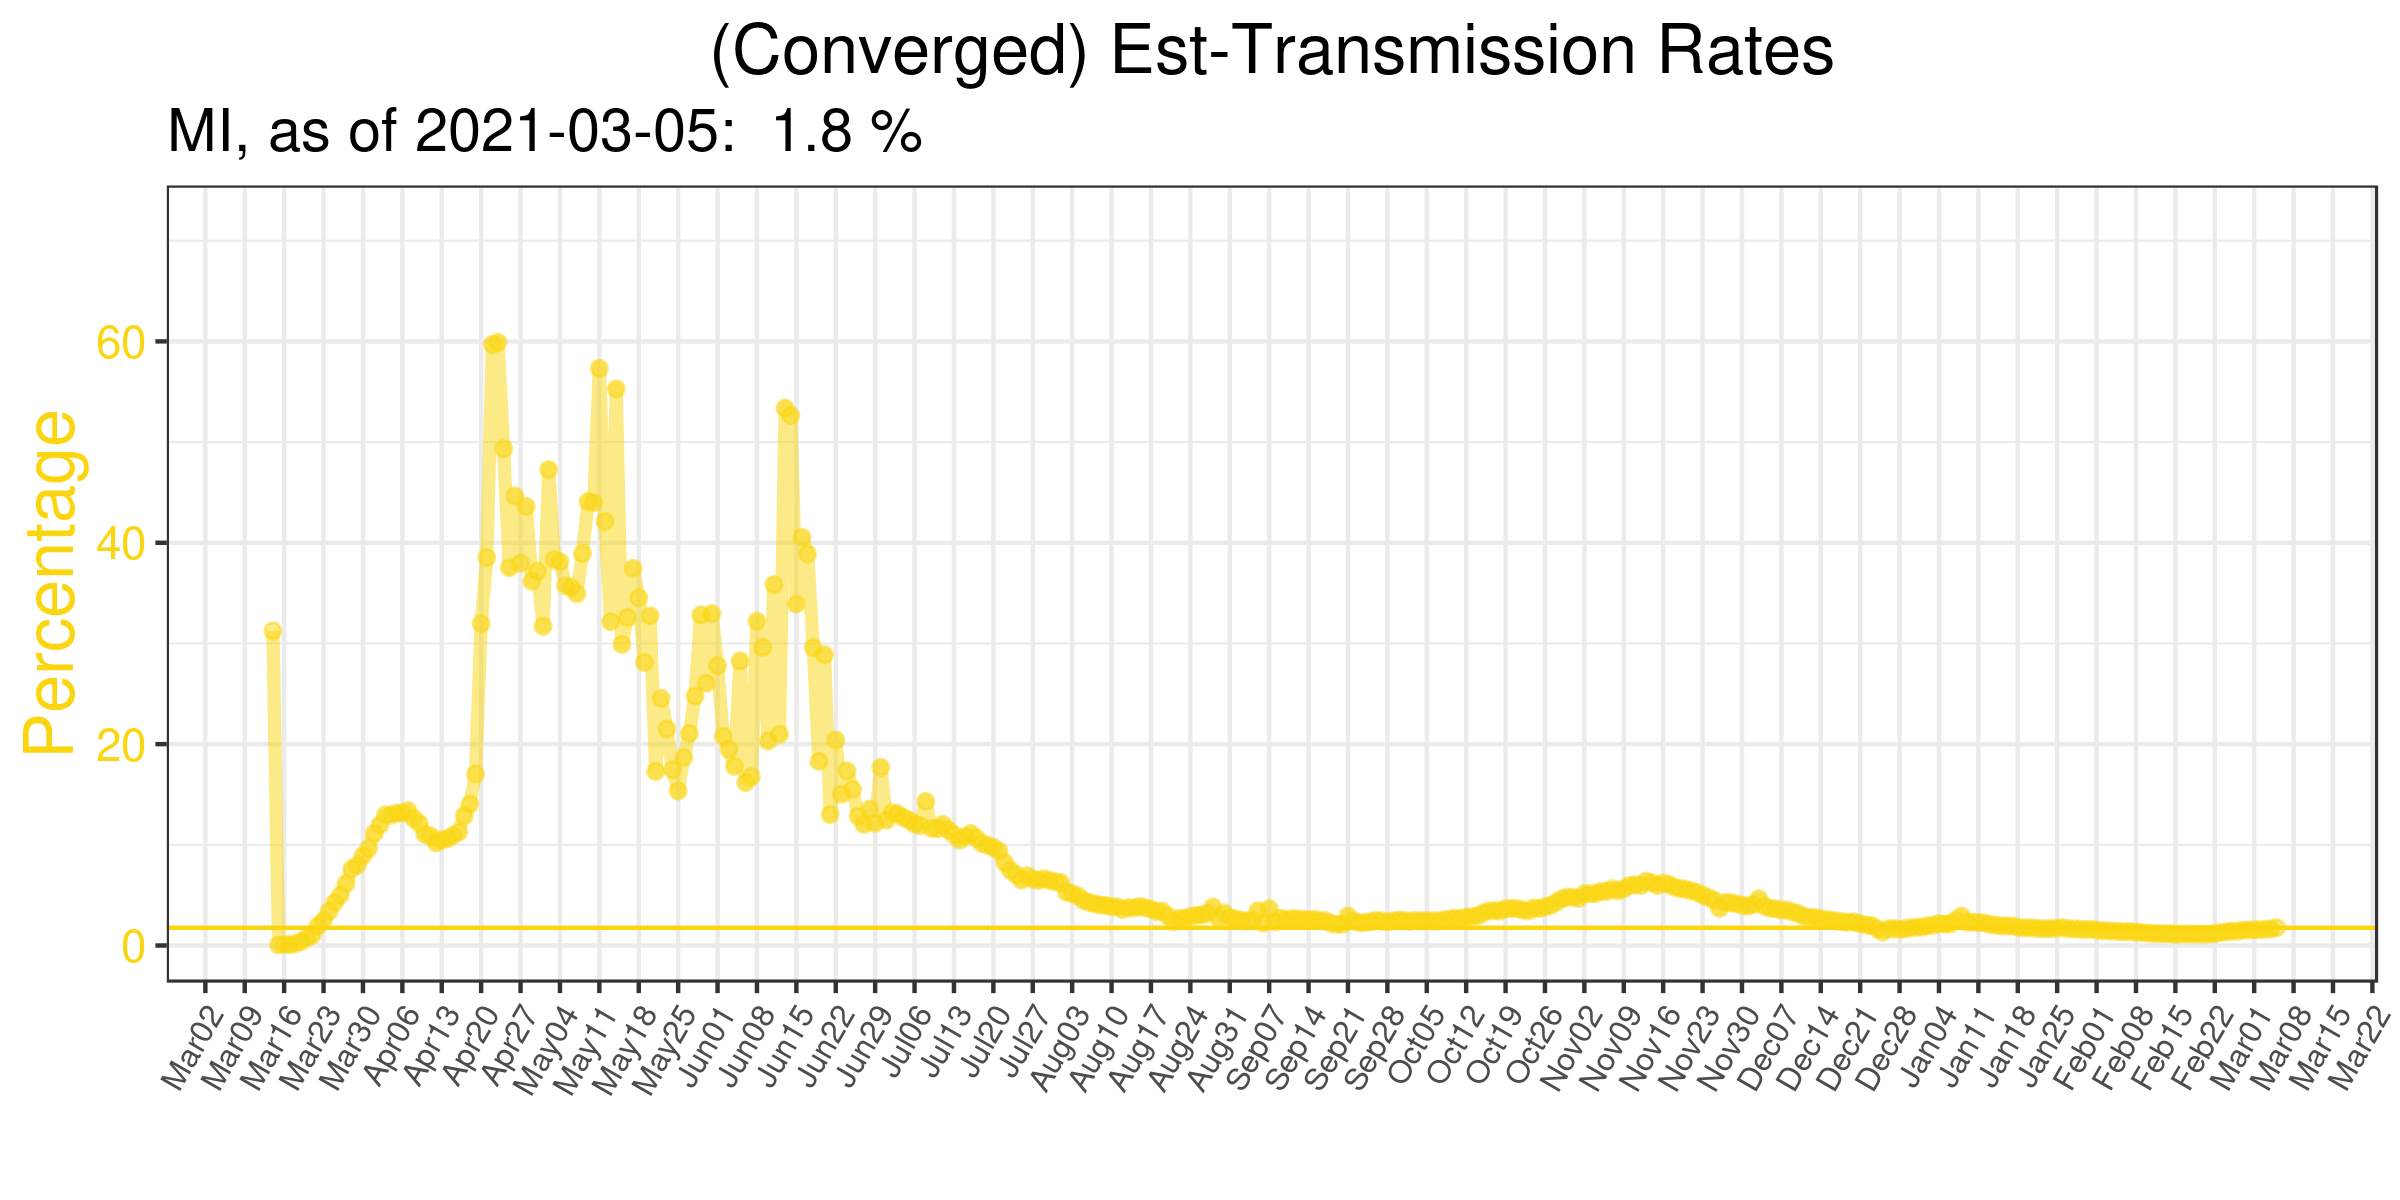 (Converged) Est-Transmission Rates
MI, as of 2021-03-05:  1.8 %
Percentage
60
40
20
0
Mar02
Mar09
Mar16
Mar23
Mar30
Apr06
Apr13
Apr20
Apr27
May04
May11
May18
May25
Jun01
Jun08
Jun15
Jun22
Jun29
Jul06
Jul13
Jul20
Jul27
Aug03
Aug10
Aug17
Aug24
Aug31
Sep07
Sep14
Sep21
Sep28
Oct05
Oct12
Oct19
Oct26
Nov02
Nov09
Nov16
Nov23
Nov30
Dec07
Dec14
Dec21
Dec28
Jan04
Jan11
Jan18
Jan25
Feb01
Feb08
Feb15
Feb22
Mar01
Mar08
Mar15
Mar22